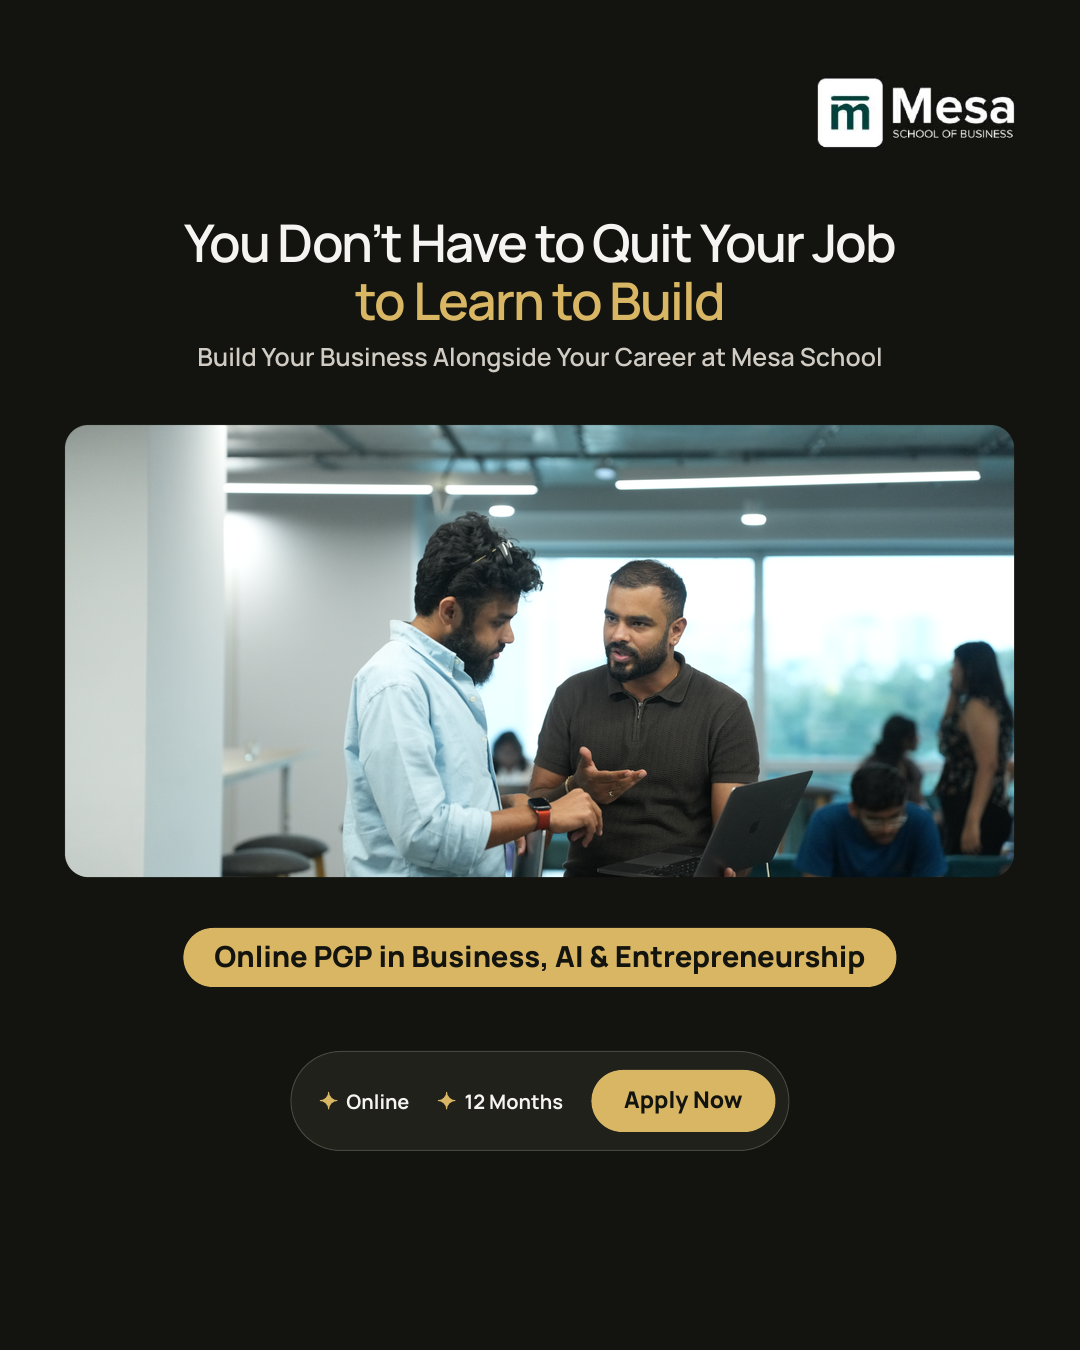 m
Mesa
SCHOOL OF BUSINESS
You Don’t Have to Quit Your Job
to Learn to Build
Build Your Business Alongside Your Career at Mesa School
Online PGP in Business, AI & Entrepreneurship
Online
12 Months
Apply Now